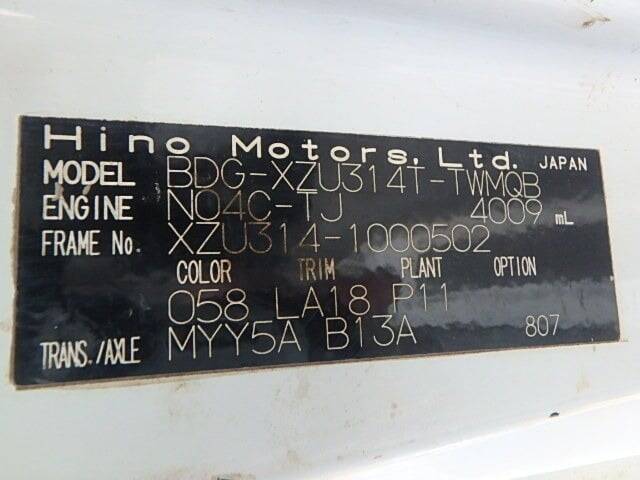 Hino Motors, Ltd. JAPAN
MODEL BDG-XZU314T-TWMQB
ENGINE N04C-TJ 4009 mL
FRAME No. XZU314-1000502
COLOR TRIM PLANT OPTION
058 LA18 P11
TRANS./AXLE MYY5A B13A 807